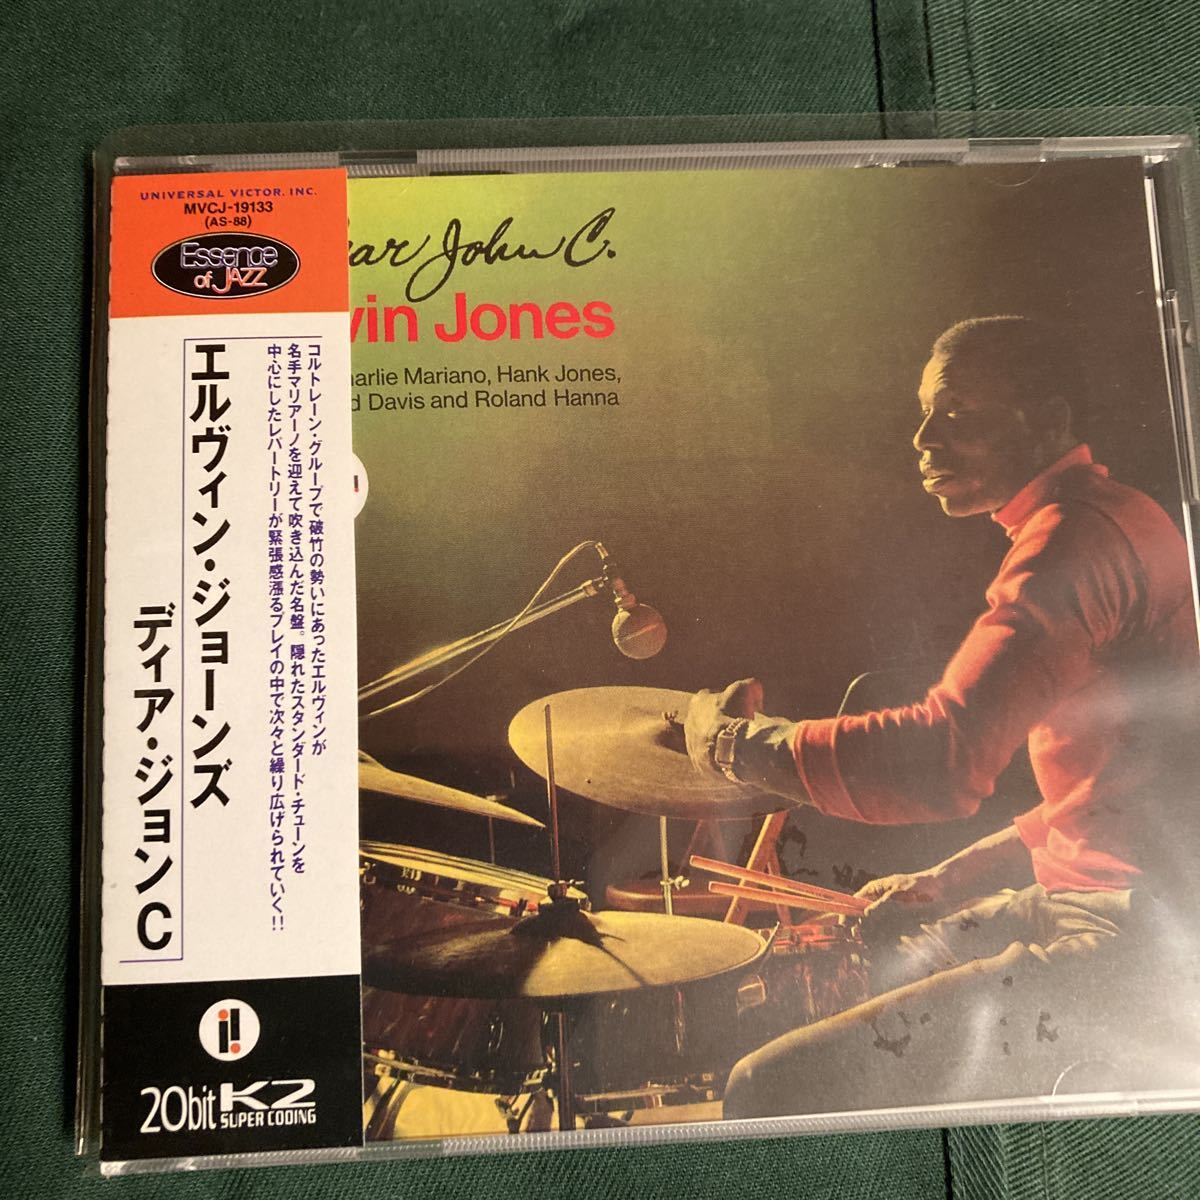 UNIVERSAL VICTOR, INC.
MVCJ-19133
(AS-88)
Essence
of JAZZ
エルヴィン・ジョーンズ
ディア・ジョンC
コルトレーン・グループで破竹の勢いにあったエルヴィンが
名手マリアーノを迎えて吹き込んだ名盤。隠れたスタンダード・チューンを
中心にしたレパートリーが緊張感漲るプレイの中で次々と繰り広げられていく!!
i!
20bit K2
SUPER CODING
ear John C.
vin Jones
harlie Mariano, Hank Jones,
d Davis and Roland Hanna